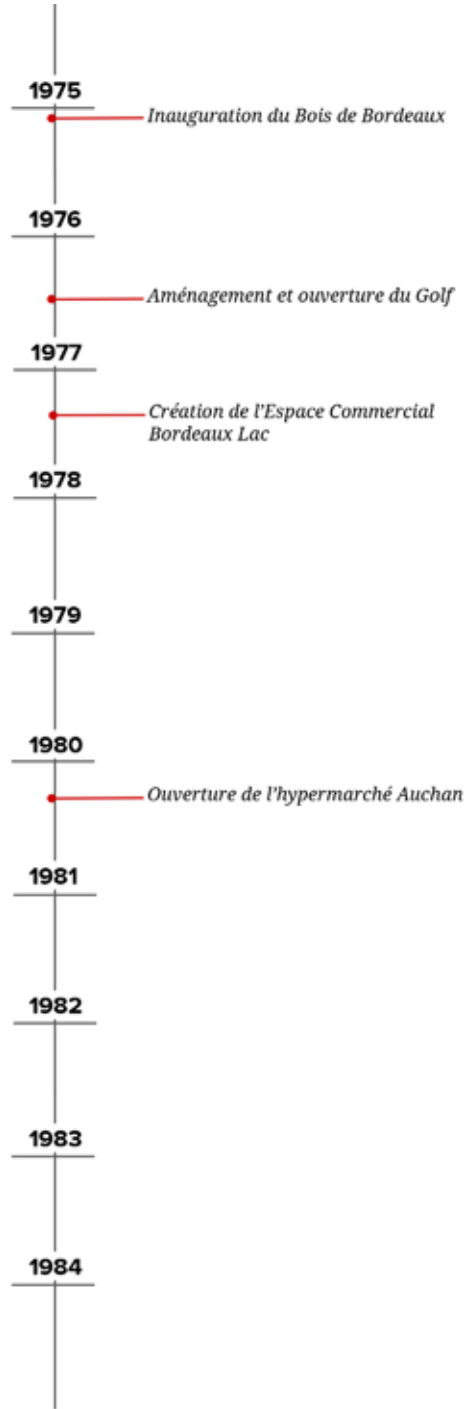 1975
Inauguration du Bois de Bordeaux
1976
Aménagement et ouverture du Golf
1977
Création de l'Espace Commercial
Bordeaux Lac
1978
1979
1980
Ouverture de l'hypermarché Auchan
1981
1982
1983
1984